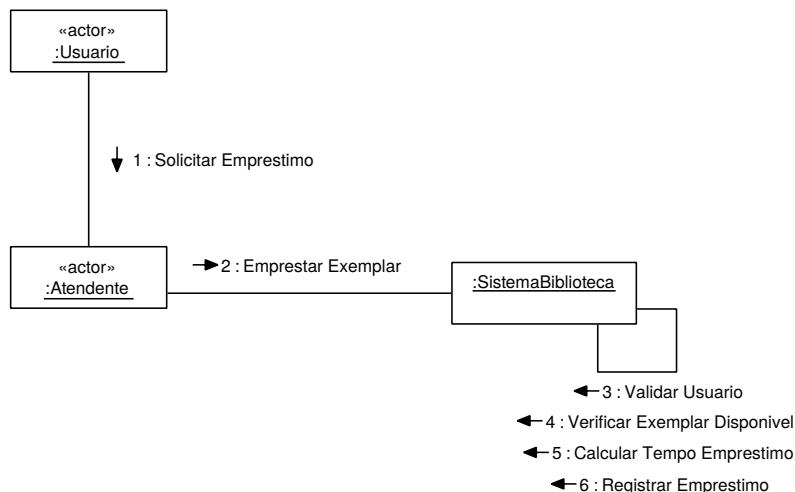 «actor»
:Usuario
1 : Solicitar Emprestimo
«actor»
:Atendente
2 : Emprestar Exemplar
:SistemaBiblioteca
3 : Validar Usuario
4 : Verificar Exemplar Disponivel
5 : Calcular Tempo Emprestimo
6 : Registrar Emprestimo